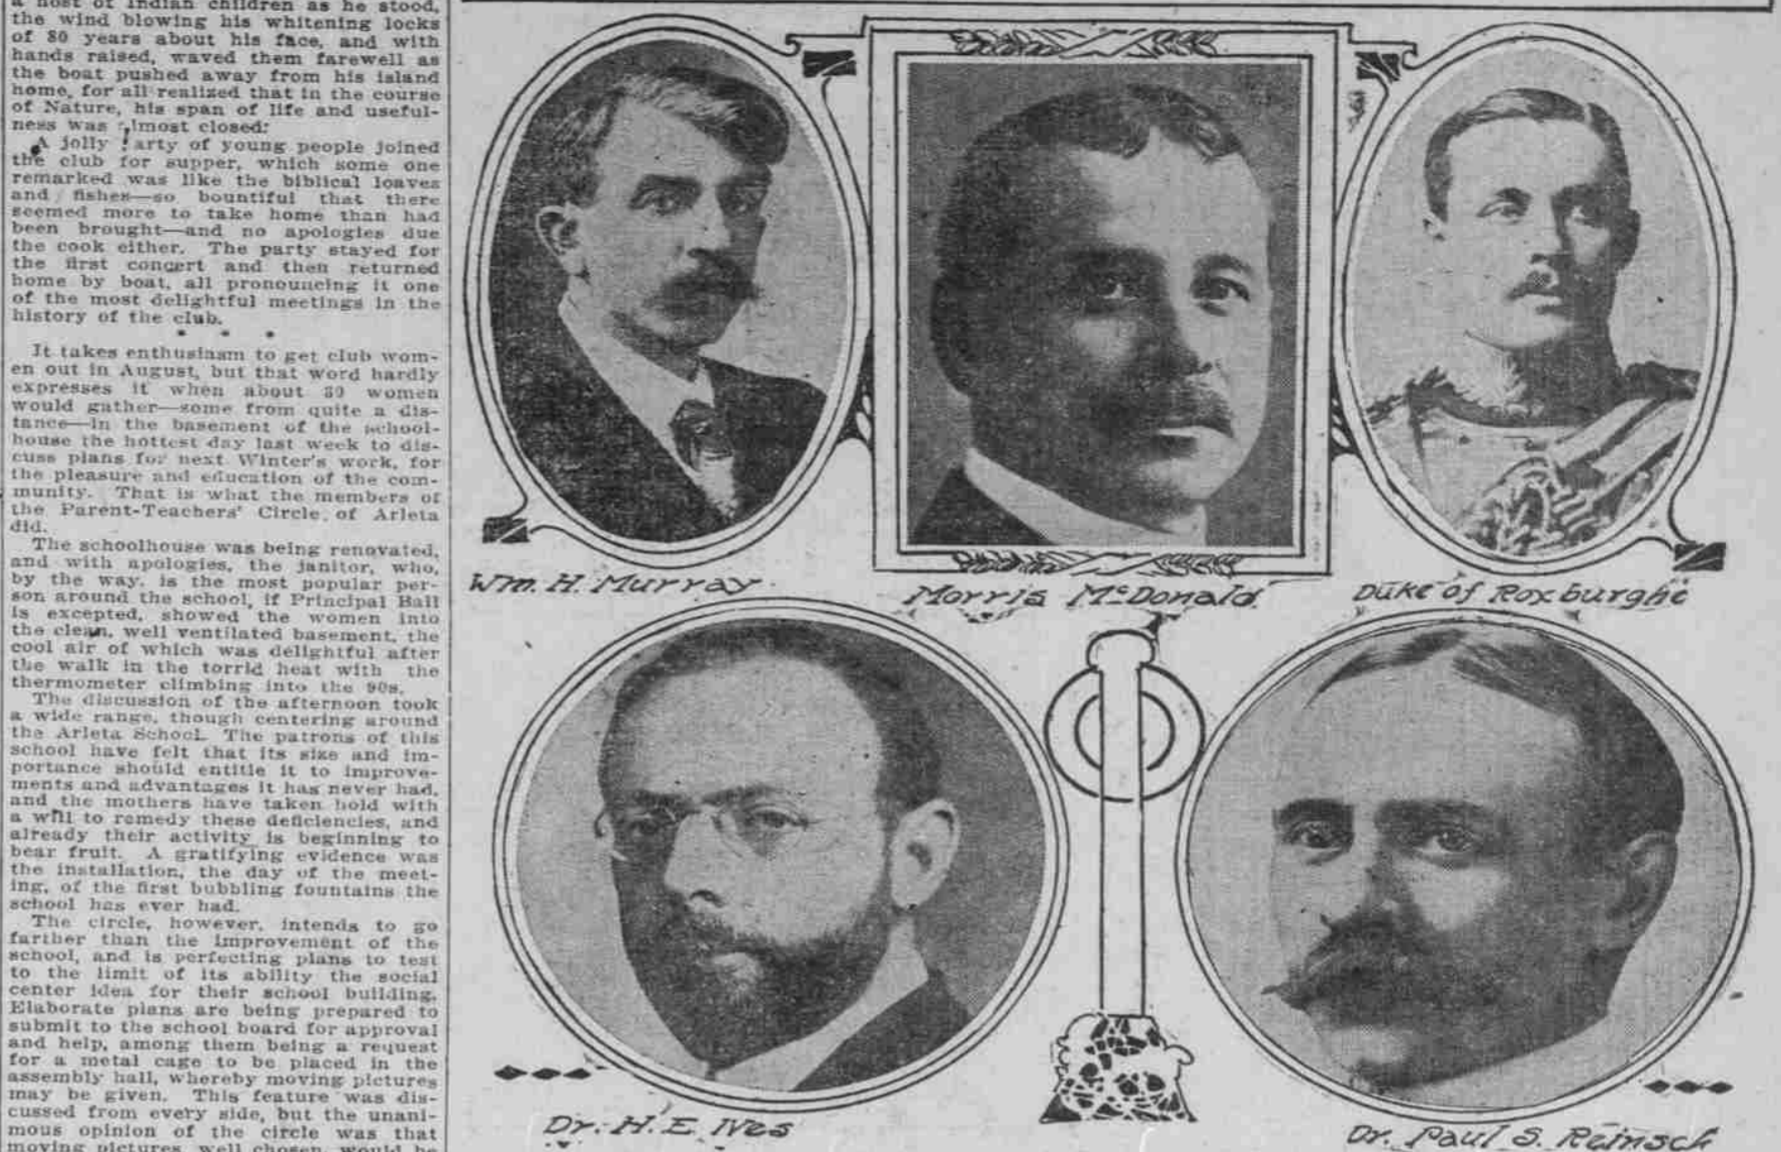 a host of Indian children as he stood,
the wind blowing his whitening locks
of 80 years about his face, and with
hands raised, waved them farewell as
the boat pushed away from his island
home, for all realized that in the course
of Nature, his span of life and useful-
ness was almost closed.
A jolly party of young people joined
the club for supper, which some one
remarked was like the biblical loaves
and fishes—so bountiful that there
seemed more to take home than had
been brought—and no apologies due
the cook either. The party stayed for
the first concert and then returned
home by boat, all pronouncing it one
of the most delightful meetings in the
history of the club.
* * *
It takes enthusiasm to get club wom-
en out in August, but that word hardly
expresses it when about 30 women
would gather—some from quite a dis-
tance—in the basement of the school-
house the hottest day last week to dis-
cuss plans for next Winter's work, for
the pleasure and education of the com-
munity. That is what the members of
the Parent-Teachers' Circle of Arleta
did.
The schoolhouse was being renovated,
and with apologies, the janitor, who,
by the way, is the most popular per-
son around the school, if Principal Ball
is excepted, showed the women into
the clean, well ventilated basement, the
cool air of which was delightful after
the walk in the torrid heat with the
thermometer climbing into the 90s.
The discussion of the afternoon took
a wide range, though centering around
the Arleta School. The patrons of this
school have felt that its size and im-
portance should entitle it to improve-
ments and advantages it has never had,
and the mothers have taken hold with
a will to remedy these deficiencies, and
already their activity is beginning to
bear fruit. A gratifying evidence was
the installation, the day of the meet-
ing, of the first bubbling fountains the
school has ever had.
The circle, however, intends to go
farther than the improvement of the
school, and is perfecting plans to test
to the limit of its ability the social
center idea for their school building.
Elaborate plans are being prepared to
submit to the school board for approval
and help, among them being a request
for a metal cage to be placed in the
assembly hall, whereby moving pictures
may be given. This feature was dis-
cussed from every side, but the unani-
mous opinion of the circle was that
moving pictures, well chosen, would be
Wm. H. Murray
Morris McDonald
Duke of Roxburghe
Dr. H. E. Ives
Dr. Paul S. Reinsch